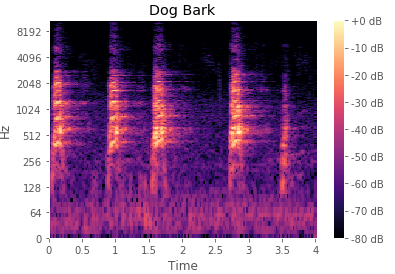 Dog Bark
Hz
8192
4096
2048
1024
512
256
128
64
0
0 0.5 1 1.5 2 2.5 3 3.5 4
Time
+0 dB
-10 dB
-20 dB
-30 dB
-40 dB
-50 dB
-60 dB
-70 dB
-80 dB